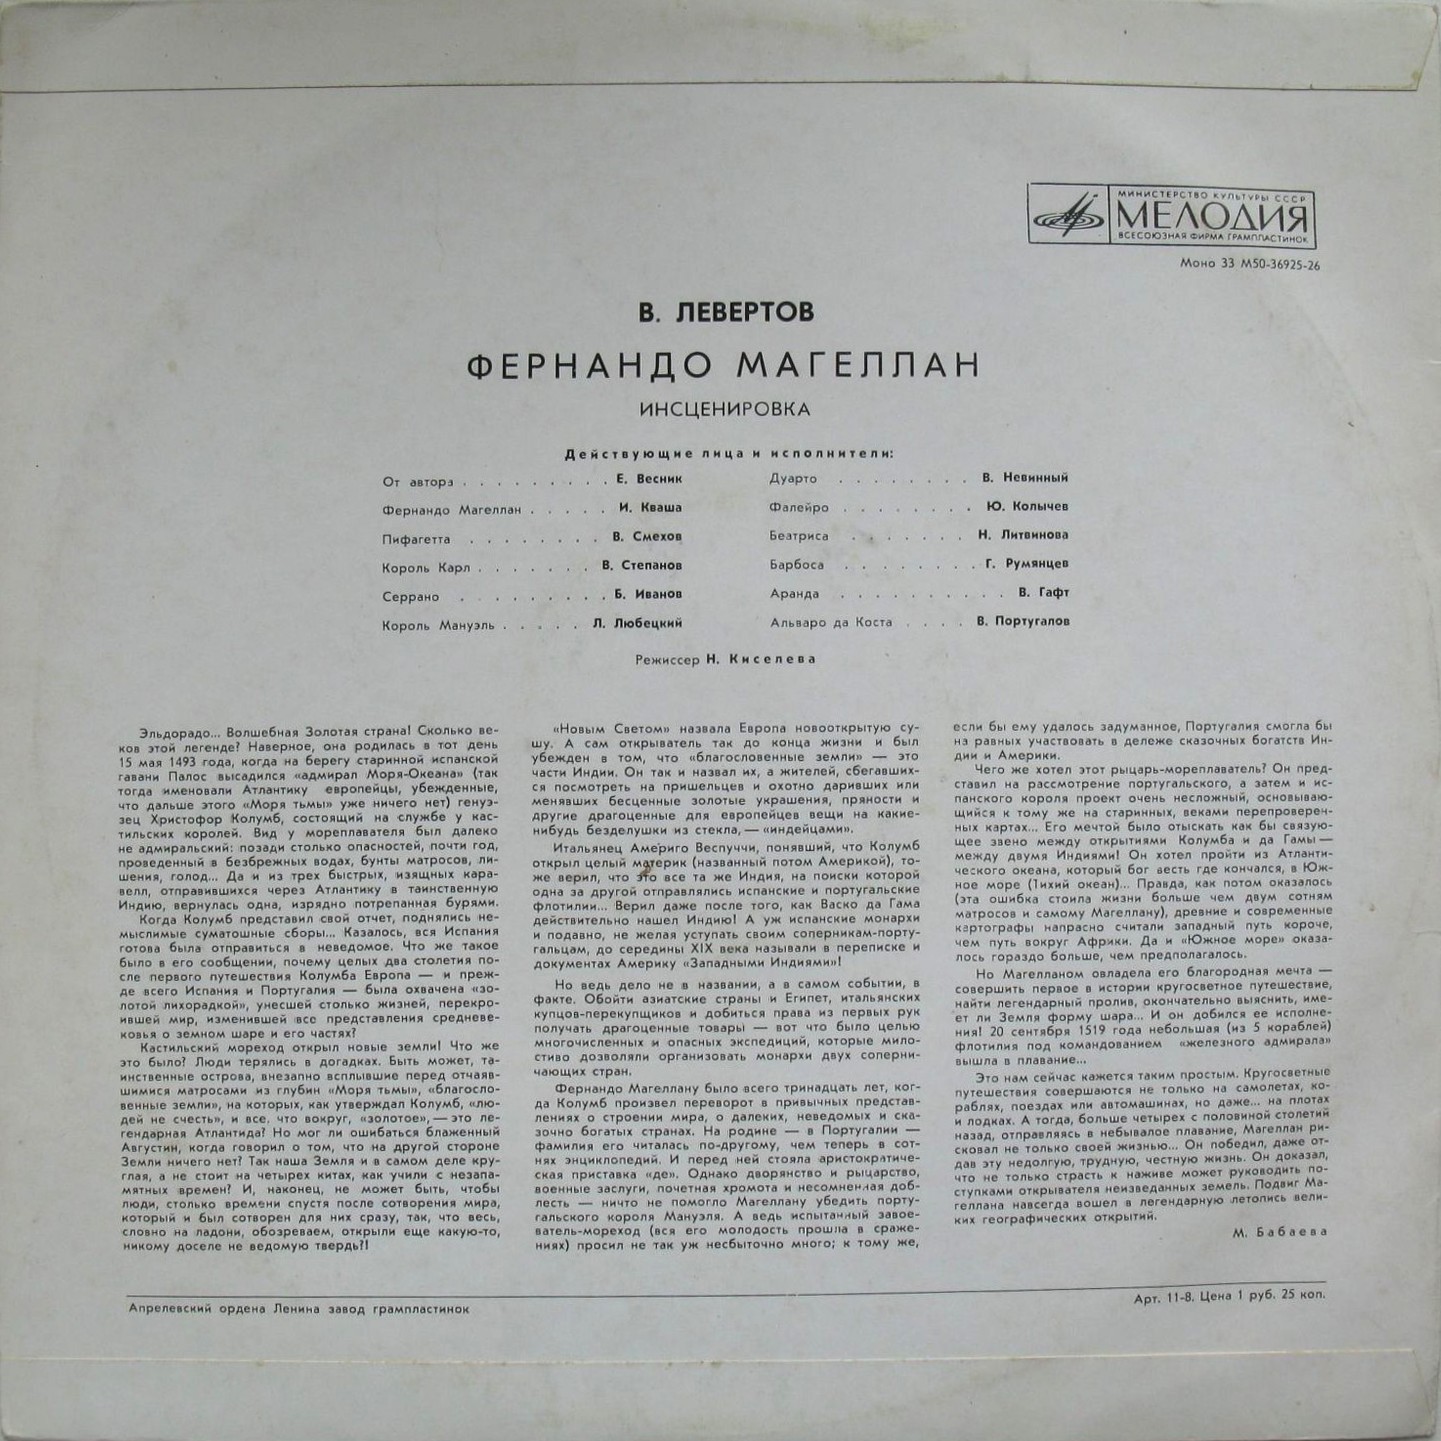 МИНИСТЕРСТВО КУЛЬТУРЫ СССР
МЕЛОДИЯ
ВСЕСОЮЗНАЯ ФИРМА ГРАМПЛАСТИНОК
Моно 33 М50-36925-26
В. ЛЕВЕРТОВ
ФЕРНАНДО МАГЕЛЛАН
ИНСЦЕНИРОВКА
Действующие лица и исполнители:
От автора . . . . . . . . . Е. Весник
Фернандо Магеллан . . . . . И. Кваша
Пифагетта . . . . . . . . В. Смехов
Король Карл . . . . . . . В. Степанов
Серрано . . . . . . . . Б. Иванов
Король Мануэль . . . . . Л. Любецкий
Дуарто . . . . . . . . В. Невинный
Фалейро . . . . . . . . Ю. Колычев
Беатриса . . . . . . . Н. Литвинова
Барбоса . . . . . . . . Г. Румянцев
Аранда . . . . . . . . . . В. Гафт
Альваро да Коста . . . . В. Португалов
Режиссер Н. Киселева
Эльдорадо... Волшебная Золотая страна! Сколько ве-
ков этой легенде? Наверное, она родилась в тот день
15 мая 1493 года, когда на берегу старинной испанской
гавани Палос высадился «адмирал Моря-Океана» (так
тогда именовали Атлантику европейцы, убежденные,
что дальше этого «Моря тьмы» уже ничего нет) генуэ-
зец Христофор Колумб, состоящий на службе у кас-
тильских королей. Вид у мореплавателя был далеко
не адмиральский: позади столько опасностей, почти год,
проведенный в безбрежных водах, бунты матросов, ли-
шения, голод... Да и из трех быстрых, изящных кара-
велл, отправившихся через Атлантику в таинственную
Индию, вернулась одна, изрядно потрепанная бурями.
Когда Колумб представил свой отчет, поднялись не-
мыслимые суматошные сборы... Казалось, вся Испания
готова была отправиться в неведомое. Что же такое
было в его сообщении, почему целых два столетия по-
сле первого путешествия Колумба Европа — и преж-
де всего Испания и Португалия — была охвачена «зо-
лотой лихорадкой», унесшей столько жизней, перекро-
ившей мир, изменившей все представления средневе-
ковья о земном шаре и его частях?
Кастильский мореход открыл новые земли! Что же
это было? Люди терялись в догадках. Быть может, та-
инственные острова, внезапно всплывшие перед отчаяв-
шимися матросами из глубин «Моря тьмы», «благосло-
венные земли», на которых, как утверждал Колумб, «лю-
дей не счесть», и все, что вокруг, «золотое», — это ле-
гендарная Атлантида? Но мог ли ошибаться блаженный
Августин, когда говорил о том, что на другой стороне
Земли ничего нет? Так наша Земля и в самом деле кру-
глая, а не стоит на четырех китах, как учили с незапа-
мятных времен? И, наконец, не может быть, чтобы
люди, столько времени спустя после сотворения мира,
который и был сотворен для них сразу, так, что весь,
словно на ладони, обозреваем, открыли еще какую-то,
никому доселе не ведомую твердь?!
«Новым Светом» назвала Европа новооткрытую су-
шу. А сам открыватель так до конца жизни и был
убежден в том, что «благословенные земли» — это
части Индии. Он так и назвал их, а жителей, сбегавших-
ся посмотреть на пришельцев и охотно даривших или
менявших бесценные золотые украшения, пряности и
другие драгоценные для европейцев вещи на какие-
нибудь безделушки из стекла, — «индейцами».
Итальянец Америго Веспуччи, понявший, что Колумб
открыл целый материк (названный потом Америкой), то-
же верил, что это все та же Индия, на поиски которой
одна за другой отправлялись испанские и португальские
флотилии... Верил даже после того, как Васко да Гама
действительно нашел Индию! А уж испанские монархи
и подавно, не желая уступать своим соперникам-порту-
гальцам, до середины XIX века называли в переписке и
документах Америку «Западными Индиями»!
Но ведь дело не в названии, а в самом событии, в
факте. Обойти азиатские страны и Египет, итальянских
купцов-перекупщиков и добиться права из первых рук
получать драгоценные товары — вот что было целью
многочисленных и опасных экспедиций, которые мило-
стиво дозволяли организовать монархи двух соперни-
чающих стран.
Фернандо Магеллану было всего тринадцать лет, ког-
да Колумб произвел переворот в привычных представ-
лениях о строении мира, о далеких, неведомых и ска-
зочно богатых странах. На родине — в Португалии —
фамилия его читалась по-другому, чем теперь в сот-
нях энциклопедий. И перед ней стояла аристократиче-
ская приставка «де». Однако дворянство и рыцарство,
военные заслуги, почетная хромота и несомненная доб-
лесть — ничто не помогло Магеллану убедить порту-
гальского короля Мануэля. А ведь испытанный завое-
ватель-мореход (вся его молодость прошла в сраже-
ниях) просил не так уж несбыточно много; к тому же,
если бы ему удалось задуманное, Португалия смогла бы
на равных участвовать в дележе сказочных богатств Ин-
дии и Америки.
Чего же хотел этот рыцарь-мореплаватель? Он пред-
ставил на рассмотрение португальского, а затем и ис-
панского короля проект очень несложный, основываю-
щийся к тому же на старинных, веками перепроверен-
ных картах... Его мечтой было отыскать как бы связую-
щее звено между открытиями Колумба и да Гамы —
между двумя Индиями! Он хотел пройти из Атланти-
ческого океана, который бог весть где кончался, в Юж-
ное море (Тихий океан)... Правда, как потом оказалось
(эта ошибка стоила жизни больше чем двум сотням
матросов и самому Магеллану), древние и современные
картографы напрасно считали западный путь короче,
чем путь вокруг Африки. Да и «Южное море» оказа-
лось гораздо больше, чем предполагалось.
Но Магелланом овладела его благородная мечта —
совершить первое в истории кругосветное путешествие,
найти легендарный пролив, окончательно выяснить, име-
ет ли Земля форму шара... И он добился ее исполне-
ния! 20 сентября 1519 года небольшая (из 5 кораблей)
флотилия под командованием «железного адмирала»
вышла в плавание...
Это нам сейчас кажется таким простым. Кругосветные
путешествия совершаются не только на самолетах, ко-
раблях, поездах или автомашинах, но даже... на плотах
и лодках. А тогда, больше четырех с половиной столетий
назад, отправляясь в небывалое плавание, Магеллан ри-
сковал не только своей жизнью... Он победил, даже от-
дав эту недолгую, трудную, честную жизнь. Он доказал,
что не только страсть к наживе может руководить по-
ступками открывателя неизведанных земель. Подвиг Ма-
геллана навсегда вошел в легендарную летопись вели-
ких географических открытий.
М. Бабаева
Апрелевский ордена Ленина завод грампластинок
Арт. 11-8. Цена 1 руб. 25 коп.